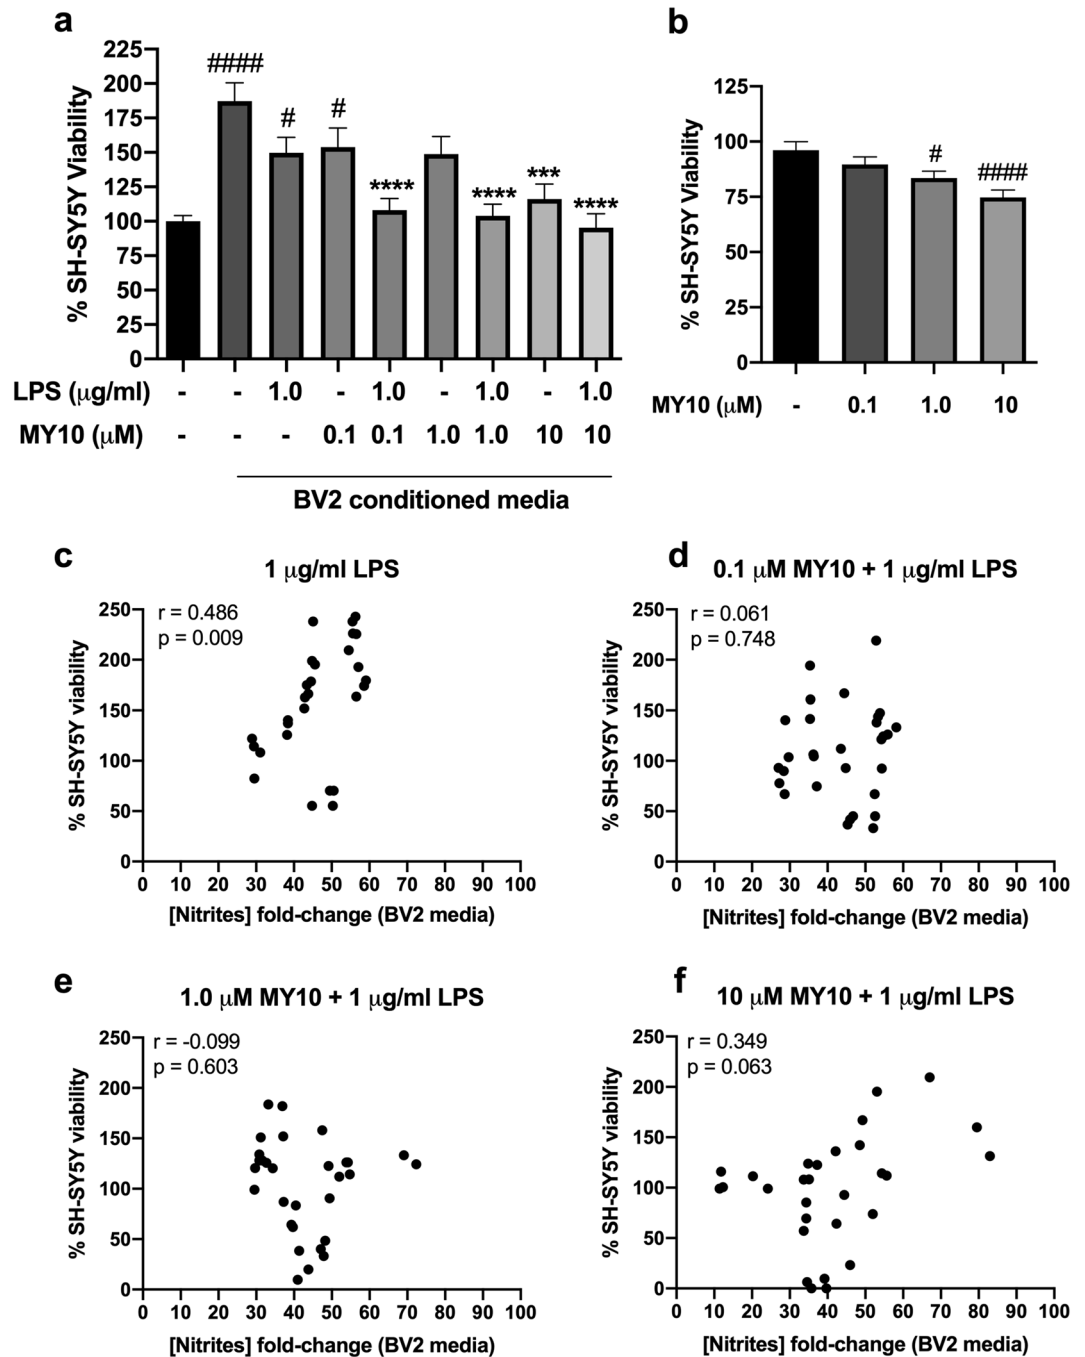 a
225
200
175
150
125
100
75
50
25
0
% SH-SY5Y Viability
####
#
#
****
****
***
****
LPS (μg/ml) - - 1.0 - 1.0 - 1.0 - 1.0
MY10 (μM) - - - 0.1 0.1 1.0 1.0 10 10
BV2 conditioned media
b
125
100
75
50
25
0
% SH-SY5Y Viability
#
####
MY10 (μM) - 0.1 1.0 10
c
1 μg/ml LPS
r = 0.486
p = 0.009
250
200
150
100
50
0
% SH-SY5Y viability
0 10 20 30 40 50 60 70 80 90 100
[Nitrites] fold-change (BV2 media)
d
0.1 μM MY10 + 1 μg/ml LPS
r = 0.061
p = 0.748
250
200
150
100
50
0
% SH-SY5Y viability
0 10 20 30 40 50 60 70 80 90 100
[Nitrites] fold-change (BV2 media)
e
1.0 μM MY10 + 1 μg/ml LPS
r = -0.099
p = 0.603
250
200
150
100
50
0
% SH-SY5Y viability
0 10 20 30 40 50 60 70 80 90 100
[Nitrites] fold-change (BV2 media)
f
10 μM MY10 + 1 μg/ml LPS
r = 0.349
p = 0.063
250
200
150
100
50
0
% SH-SY5Y viability
0 10 20 30 40 50 60 70 80 90 100
[Nitrites] fold-change (BV2 media)